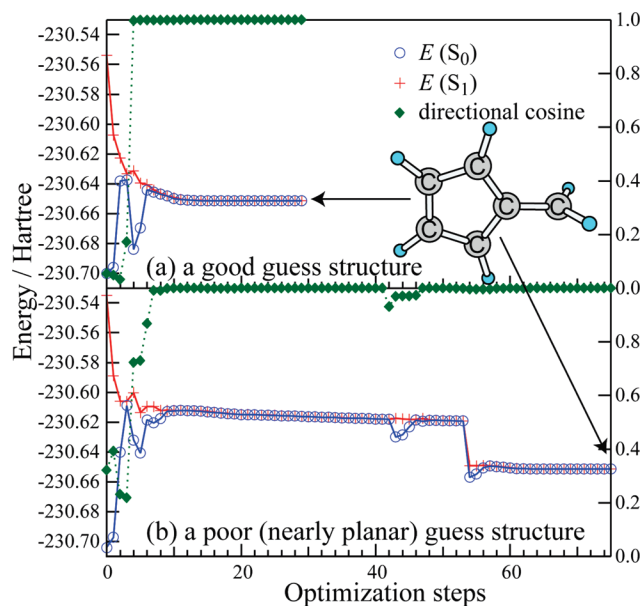 -230.54
-230.56
-230.58
-230.60
-230.62
-230.64
-230.66
-230.68
-230.70
1.0
0.8
0.6
0.4
0.2
0.0
E (S0)
E (S1)
directional cosine
C
C
C
C
C
C
(a) a good guess structure
Energy / Hartree
-230.54
-230.56
-230.58
-230.60
-230.62
-230.64
-230.66
-230.68
-230.70
1.0
0.8
0.6
0.4
0.2
0.0
(b) a poor (nearly planar) guess structure
0
20
40
60
Optimization steps